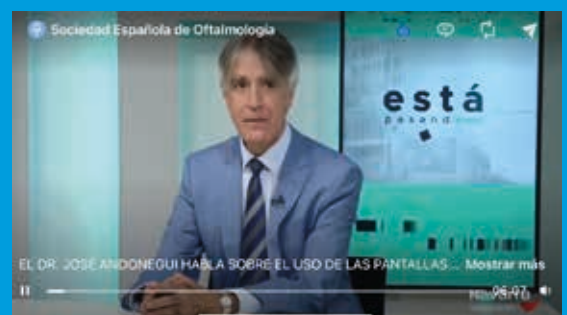 Sociedad Española de Oftalmología
está
pasando
EL DR. JOSÉ ANDONEGUI HABLA SOBRE EL USO DE LAS PANTALLAS ... Mostrar más
06:07
Navarra